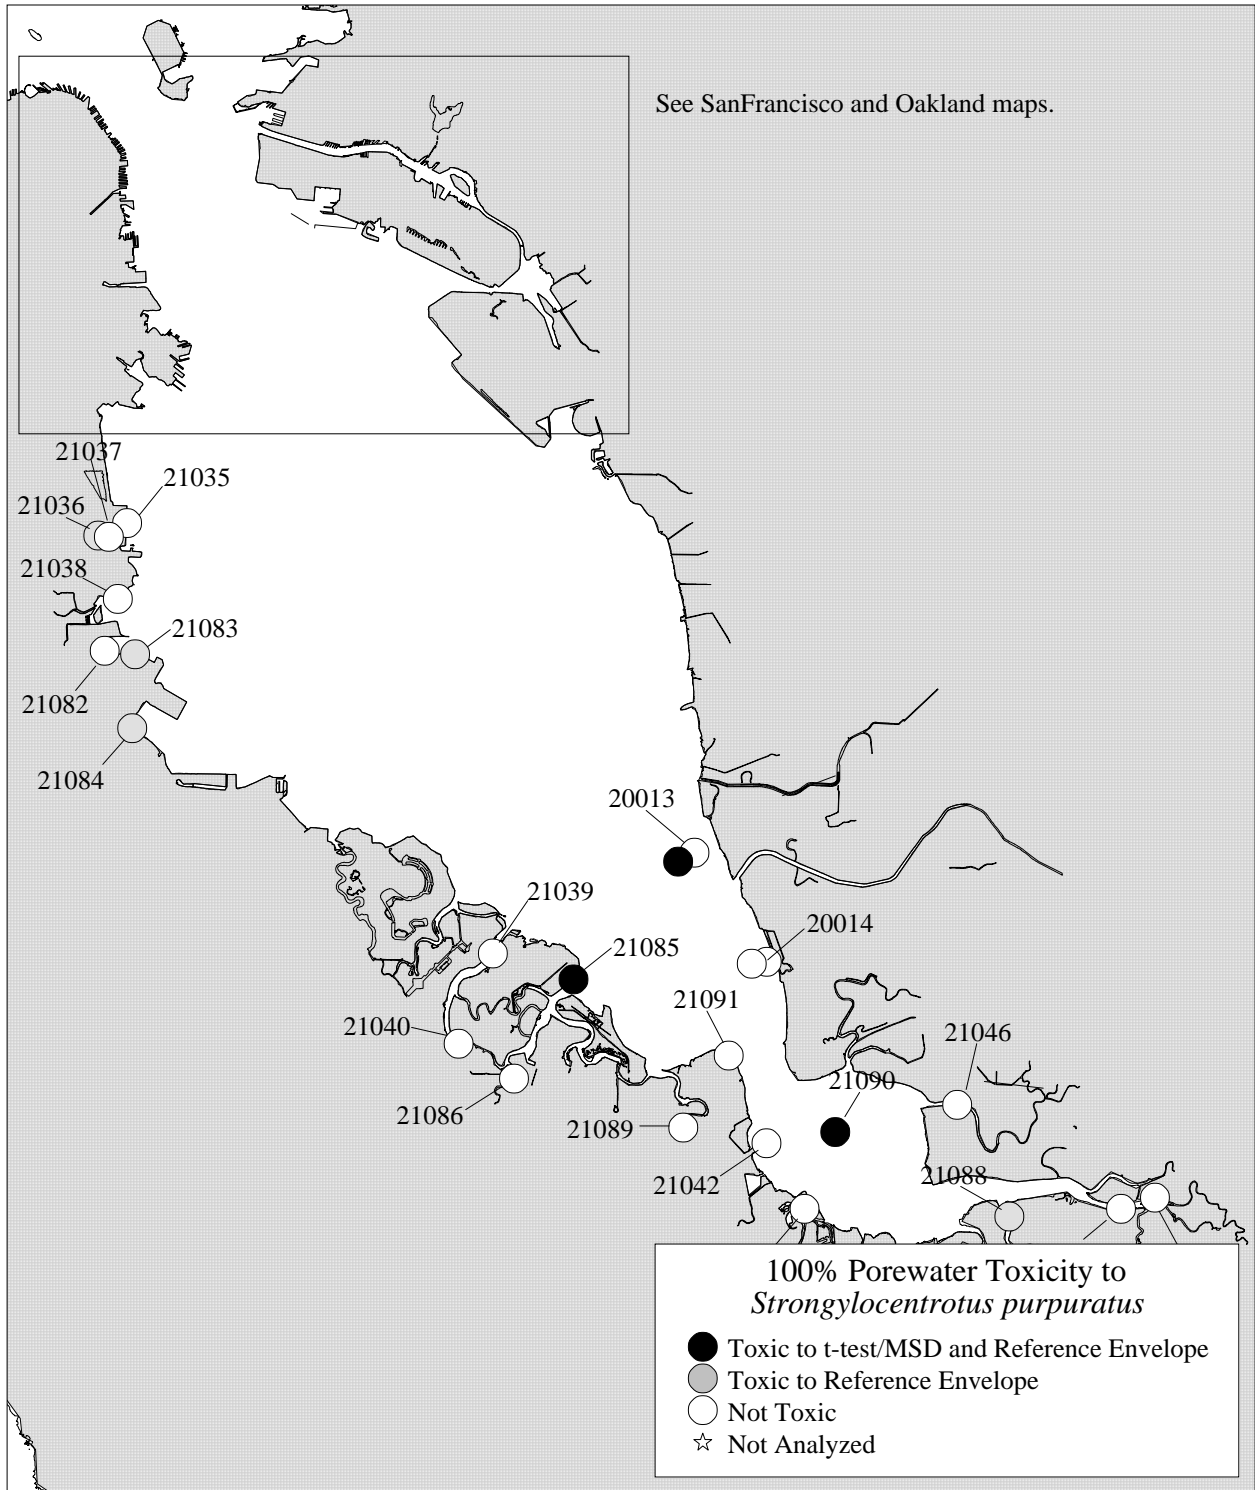 See SanFrancisco and Oakland maps.
21037
21035
21036
21038
21083
21082
21084
20013
21039
20014
21085
21091
21040
21046
21090
21086
21089
21088
21042
100% Porewater Toxicity to
Strongylocentrotus purpuratus
Toxic to t-test/MSD and Reference Envelope
Toxic to Reference Envelope
Not Toxic
Not Analyzed